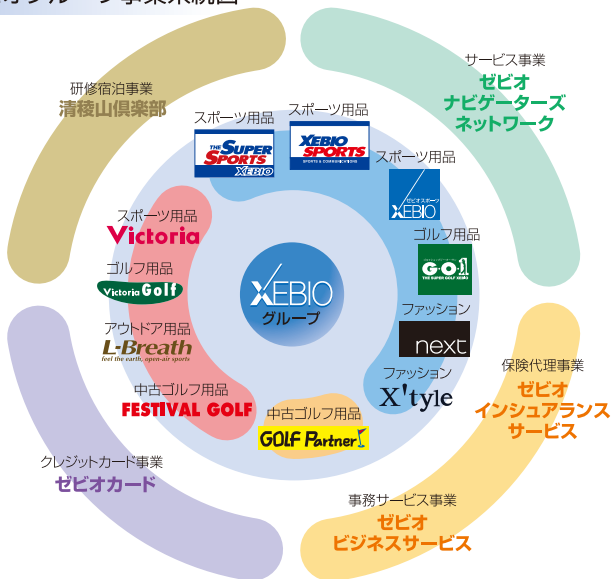 オグループ事業系統図
研修宿泊事業
清稜山倶楽部
サービス事業
ゼビオ
ナビゲーターズ
ネットワーク
スポーツ用品
THE SUPER
SPORTS
XEBIO
スポーツ用品
XEBIO
SPORTS
SPORTS & COMMUNICATIONS
スポーツ用品
ゼビオスポーツ
XEBIO
ゴルフ用品
GO-1
THE SUPER GOLF XEBIO
ファッション
next
ファッション
X'tyle
スポーツ用品
Victoria
ゴルフ用品
Victoria Golf
アウトドア用品
L-Breath
feel the earth, open-air sports
中古ゴルフ用品
FESTIVAL GOLF
中古ゴルフ用品
GOLF Partner
XEBIO
グループ
保険代理事業
ゼビオ
インシュアランス
サービス
クレジットカード事業
ゼビオカード
事務サービス事業
ゼビオ
ビジネスサービス